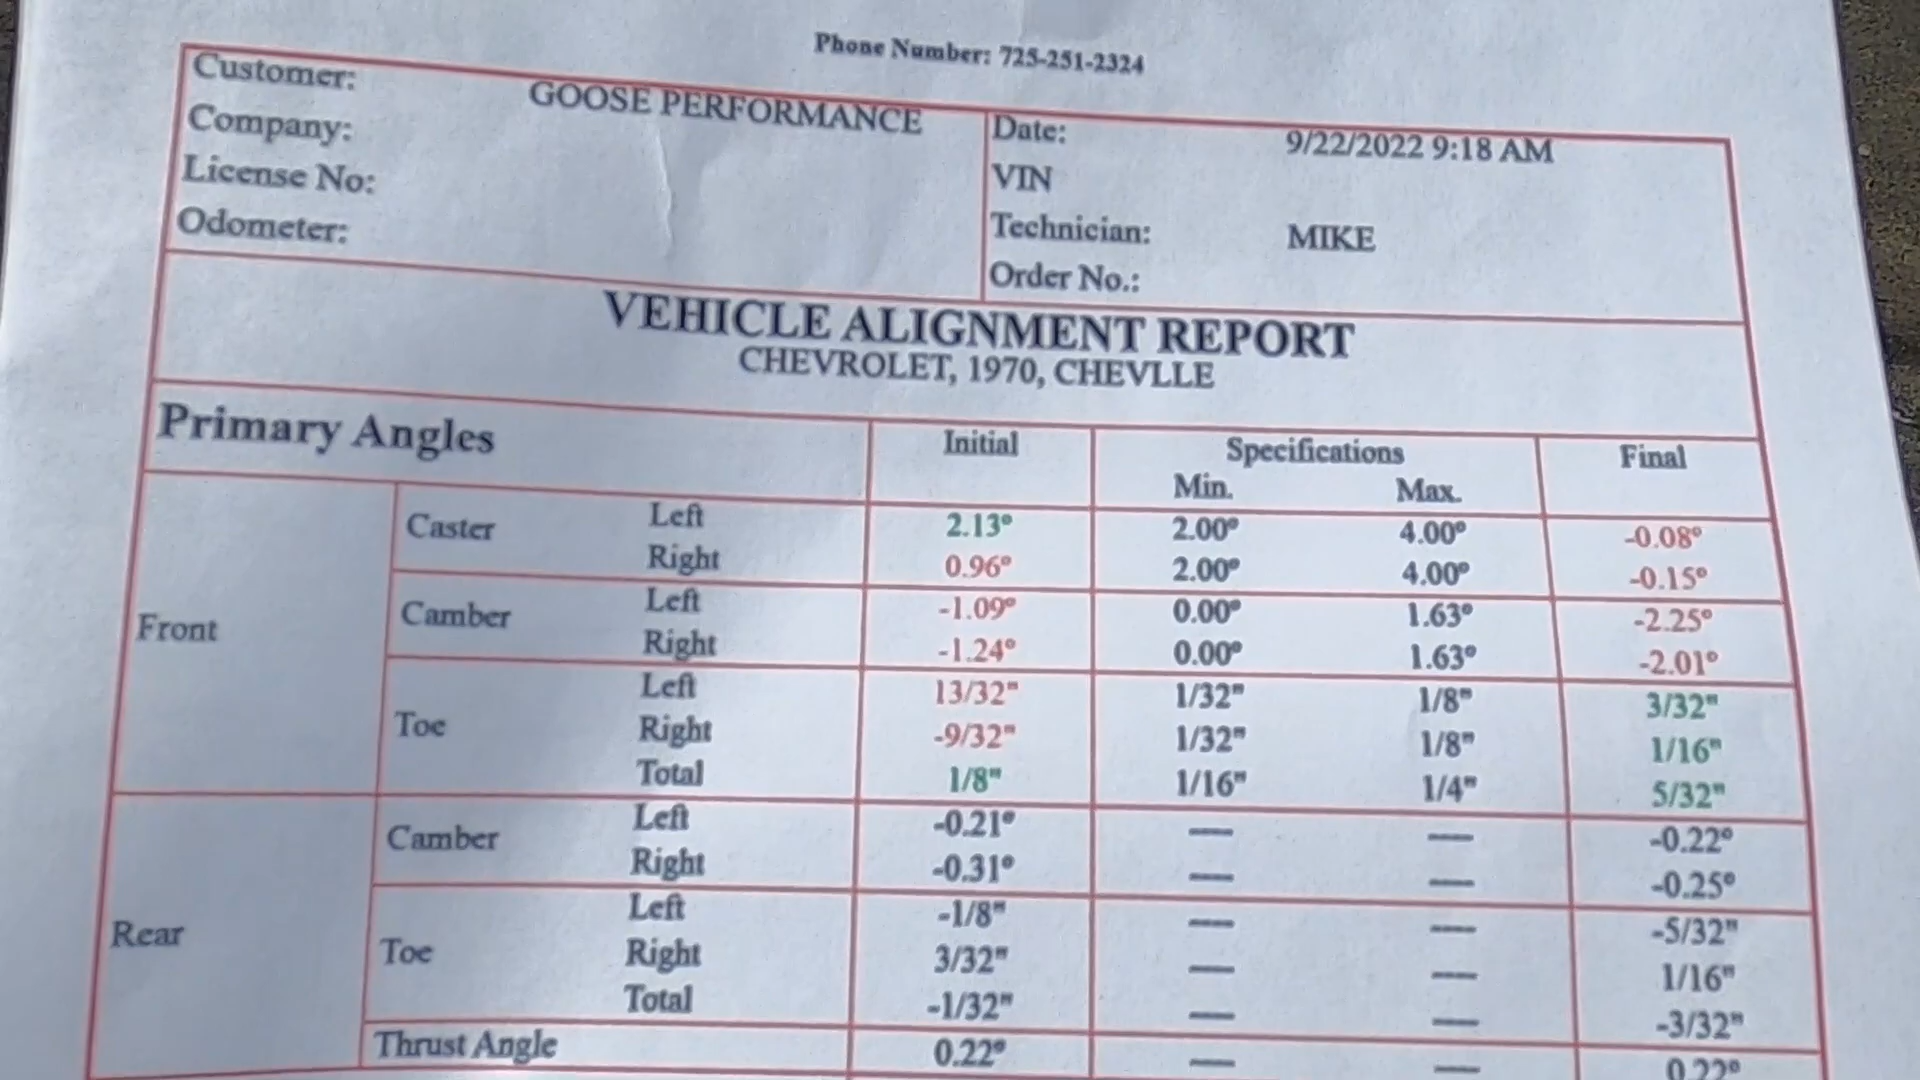 Phone Number: 725-251-2324
Customer:
GOOSE PERFORMANCE
Company:
License No:
Odometer:
Date: 9/22/2022 9:18 AM
VIN
Technician: MIKE
Order No.:
VEHICLE ALIGNMENT REPORT
CHEVROLET, 1970, CHEVLLE
Primary Angles Initial Specifications Final
Min. Max.
Front
Caster Left 2.13° 2.00° 4.00° -0.08°
Right 0.96° 2.00° 4.00° -0.15°
Camber Left -1.09° 0.00° 1.63° -2.25°
Right -1.24° 0.00° 1.63° -2.01°
Toe Left 13/32" 1/32" 1/8" 3/32"
Right -9/32" 1/32" 1/8" 1/16"
Total 1/8" 1/16" 1/4" 5/32"
Rear
Camber Left -0.21° — — -0.22°
Right -0.31° — — -0.25°
Toe Left -1/8" — — -5/32"
Right 3/32" — — 1/16"
Total -1/32" — — -3/32"
Thrust Angle 0.22° — — 0.22°